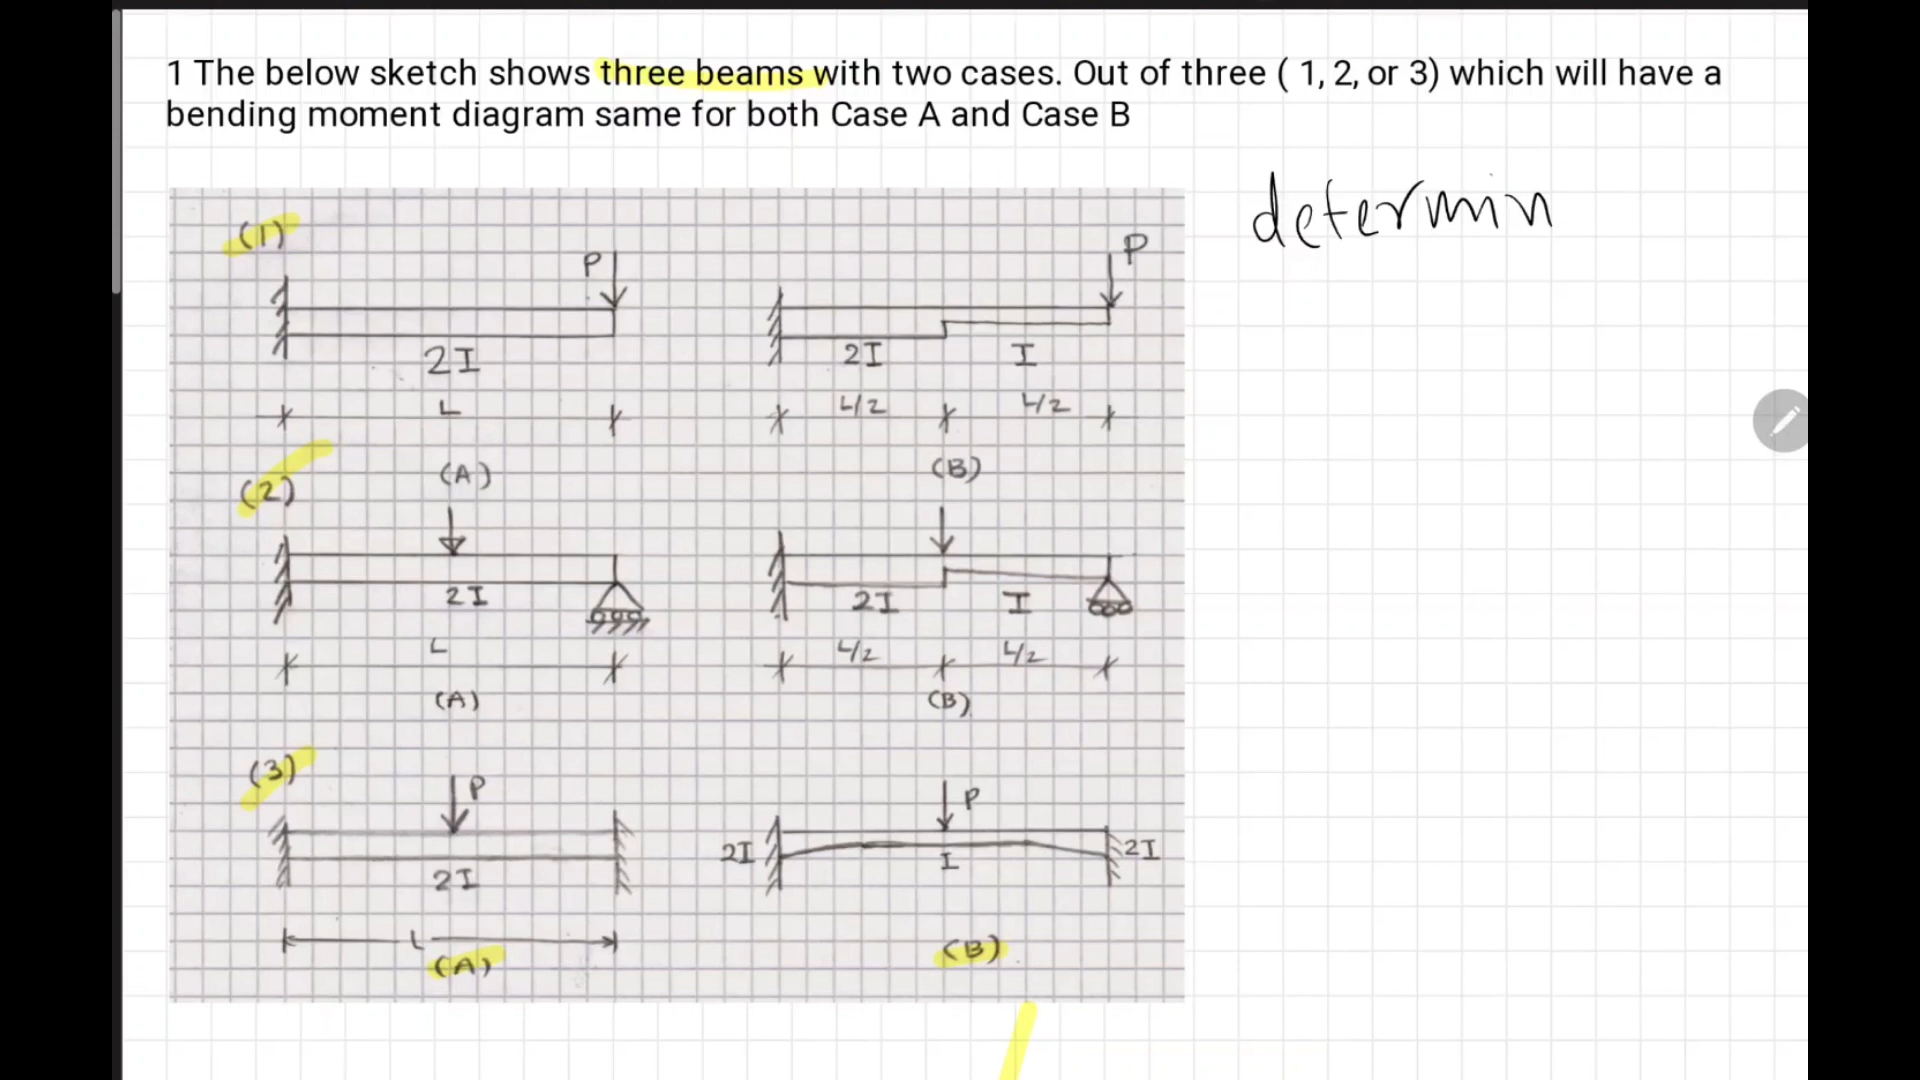 1 The below sketch shows three beams with two cases. Out of three ( 1, 2, or 3) which will have a
bending moment diagram same for both Case A and Case B
determin
(1)
P
P
2I
2I
I
L
L/2
L/2
(A)
(B)
(2)
2I
2I
I
L
L/2
L/2
(A)
(B)
(3)
P
P
2I
2I
I
2I
L
(A)
(B)